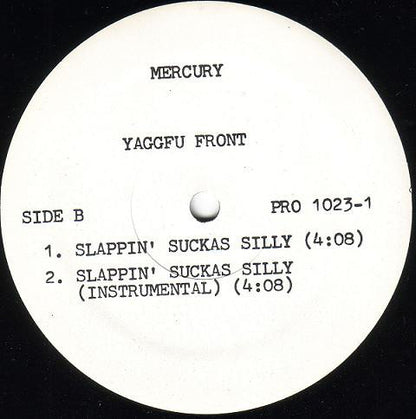 MERCURY
YAGGFU FRONT
SIDE B
PRO 1023-1
1. SLAPPIN' SUCKAS SILLY (4:08)
2. SLAPPIN' SUCKAS SILLY
(INSTRUMENTAL) (4:08)